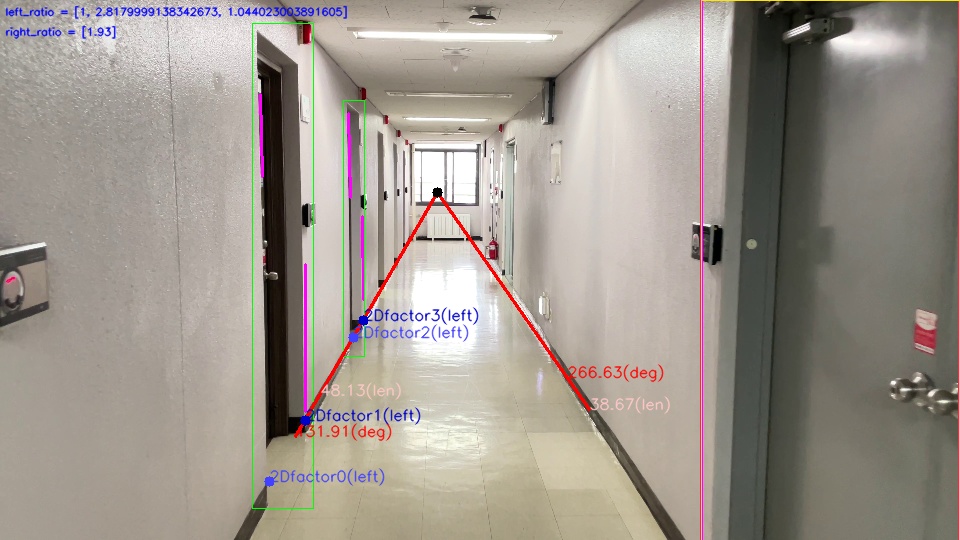 left_ratio = [1, 2.8179999138342673, 1.044023003891605]
right_ratio = [1.93]
2Dfactor3(left)
2Dfactor2(left)
266.63(deg)
48.13(len)
38.67(len)
2Dfactor1(left)
31.91(deg)
2Dfactor0(left)